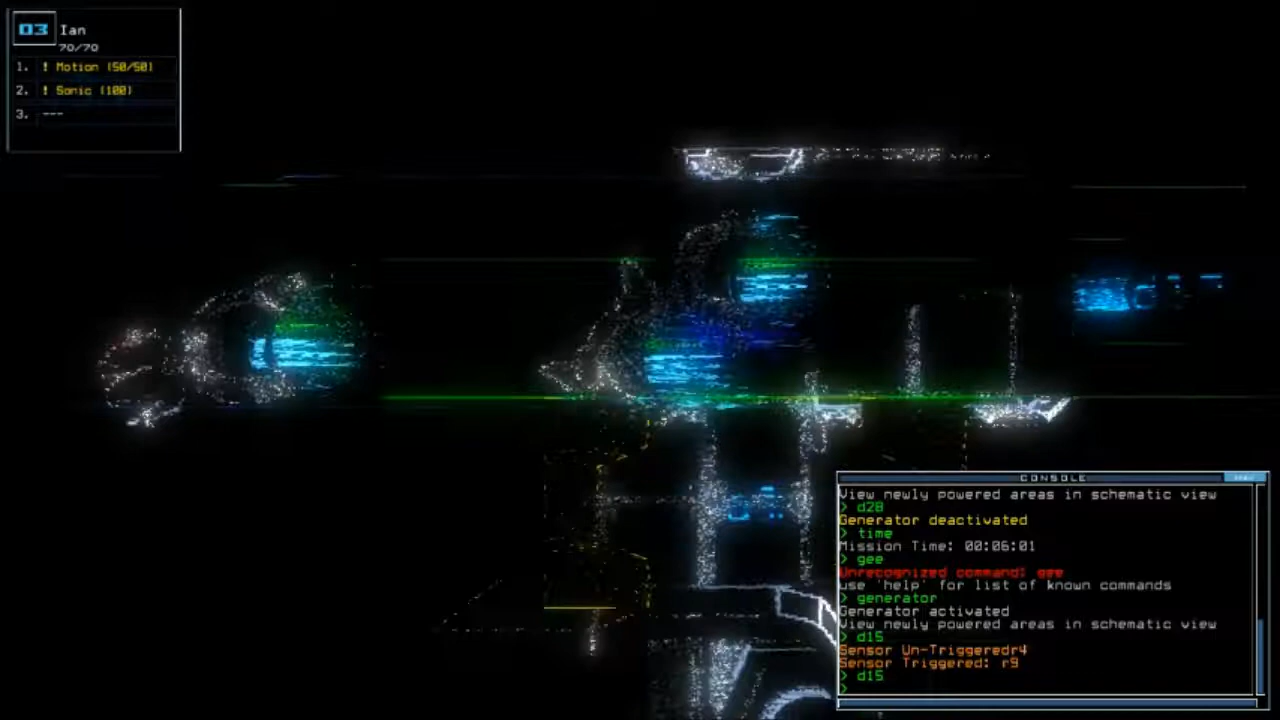 03 Ian
70/70
1. ! Motion (50/50)
2. ! Sonic (100)
3. ---
CONSOLE
View newly powered areas in schematic view
> d28
Generator deactivated
> time
Mission Time: 00:06:01
> gee
Unrecognized command: gee
use 'help' for list of known commands
> generator
Generator activated
View newly powered areas in schematic view
> d15
Sensor Un-Triggeredr4
Sensor Triggered: r9
> d15
>